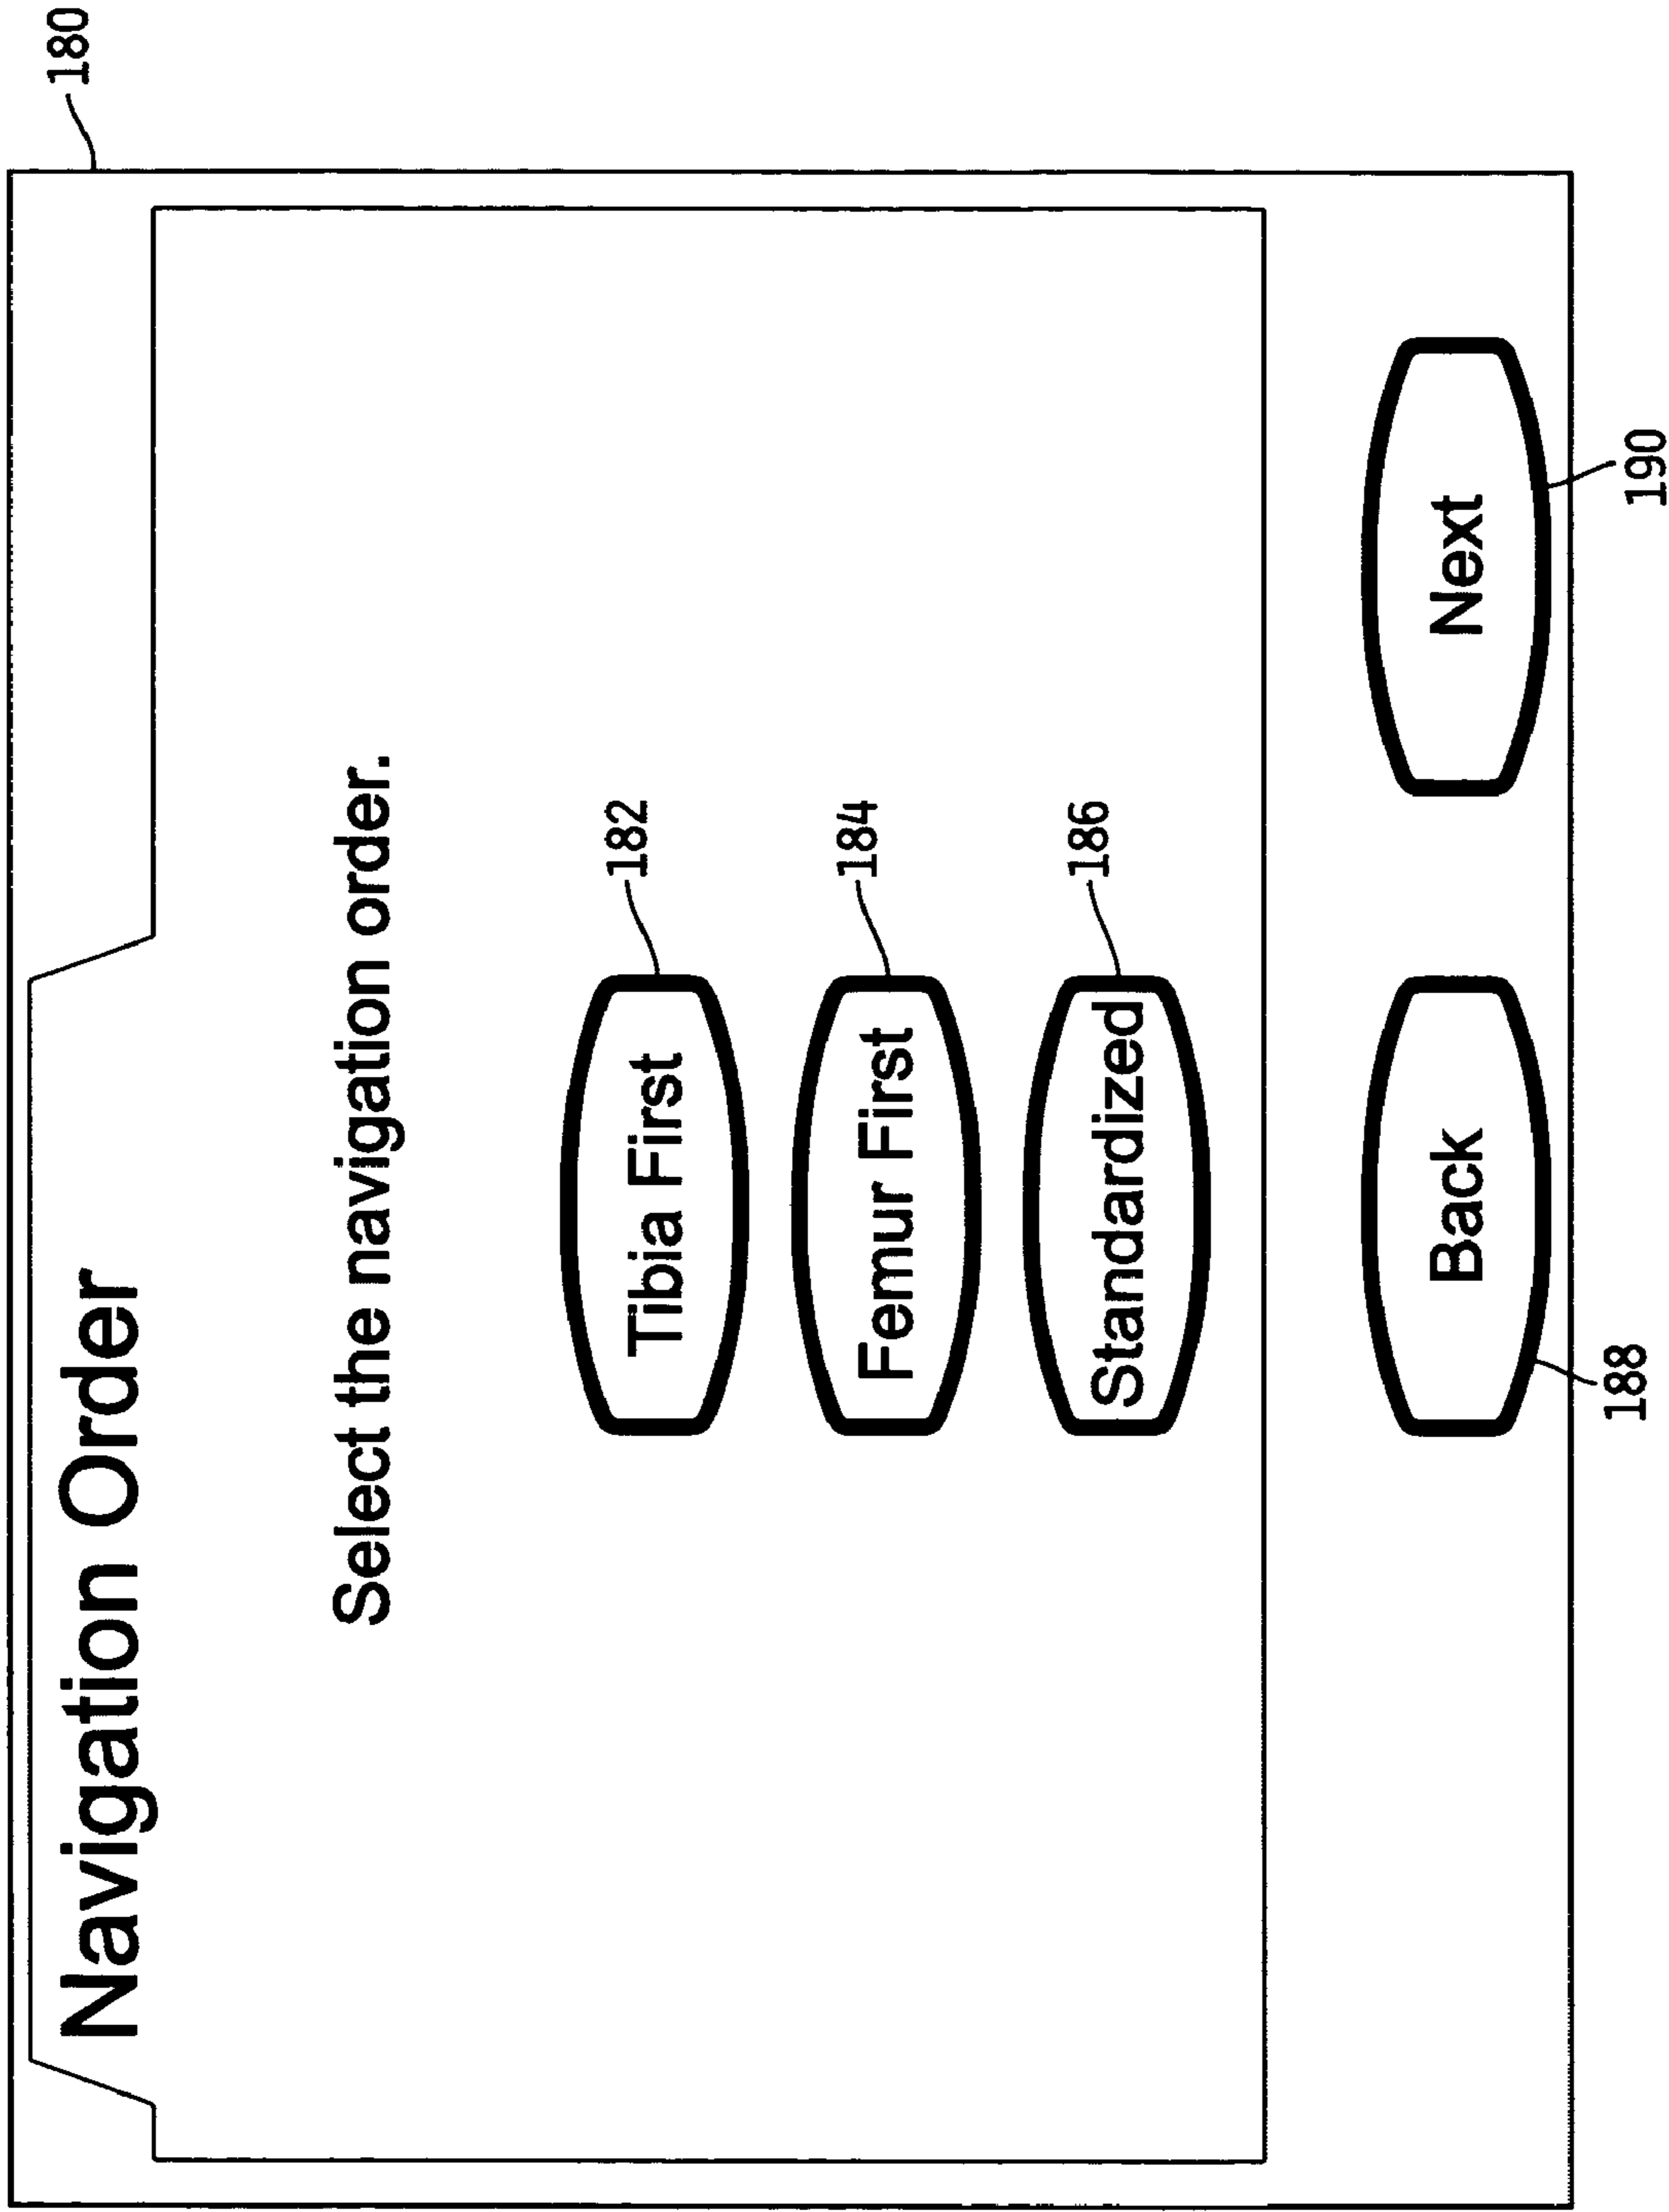 180
Navigation Order
Select the navigation order.
Tibia First
182
Femur First
184
Standardized
186
Back
Next
188
190